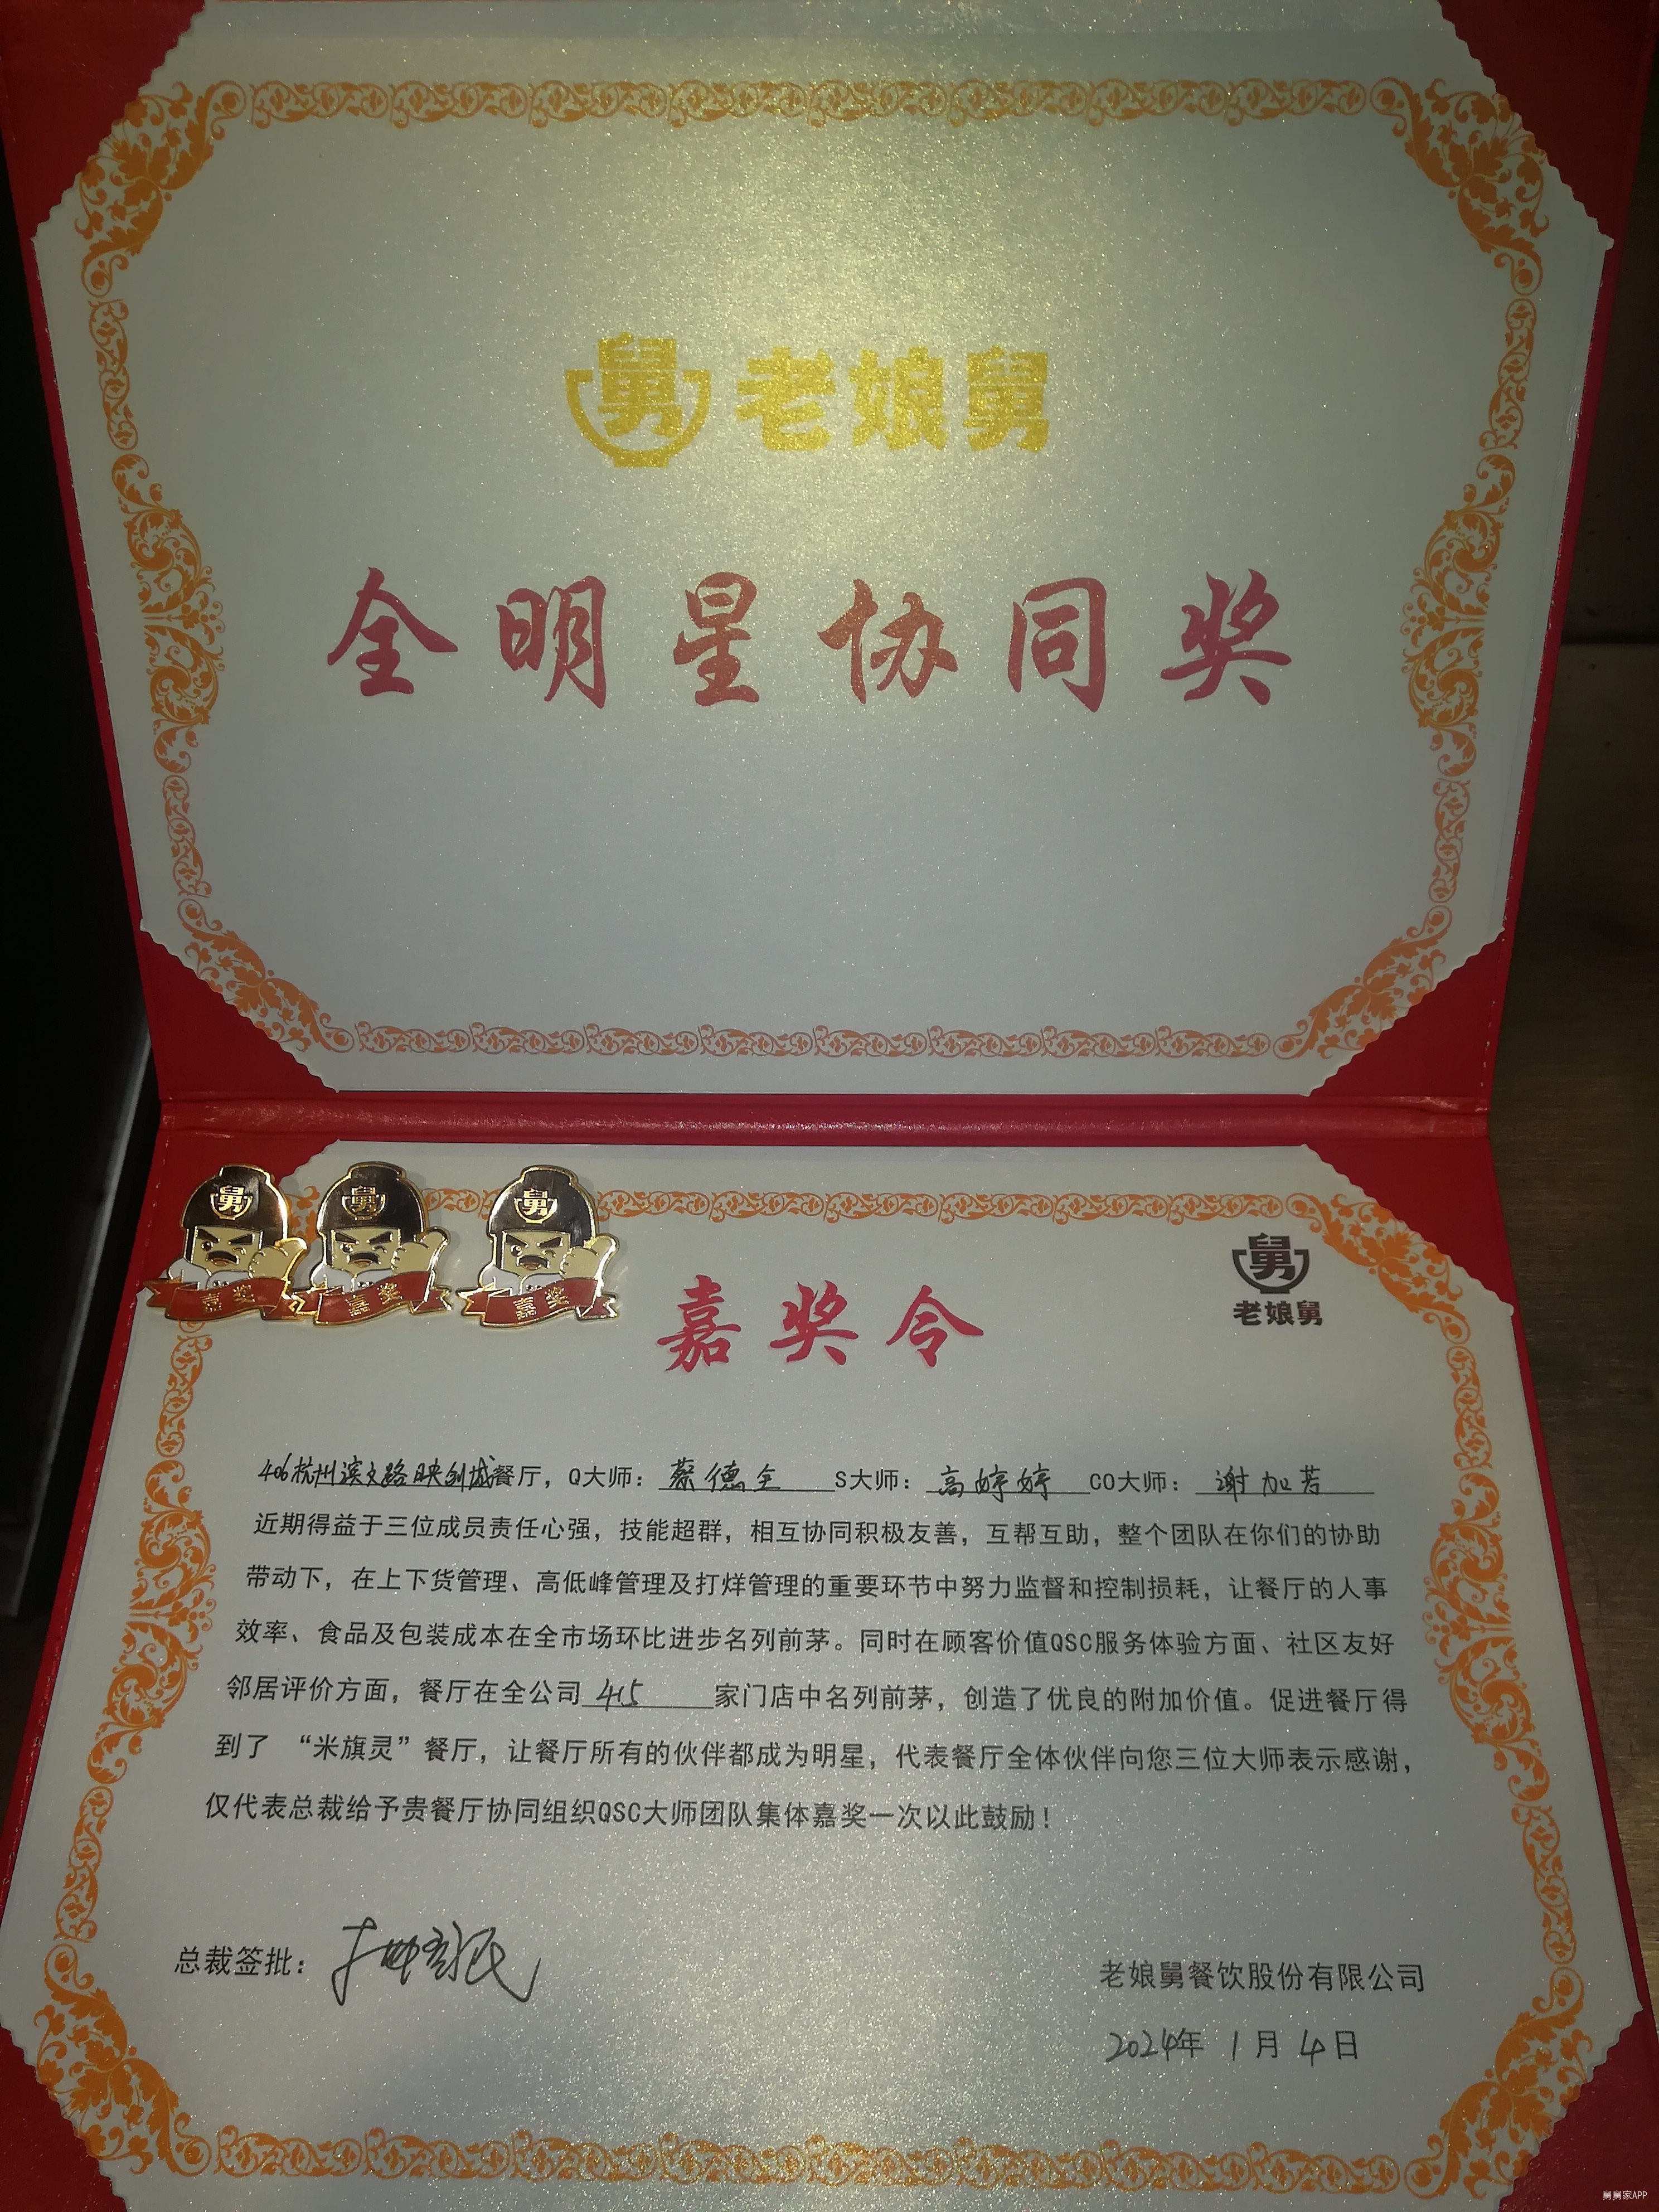 舅 老娘舅
全明星协同奖
舅
舅
舅
嘉奖
嘉奖
嘉奖
嘉奖令
舅
老娘舅
406杭州滨文路映创城餐厅，Q大师：蔡德全 S大师：高婷婷 CO大师：谢加芳
近期得益于三位成员责任心强，技能超群，相互协同积极友善，互帮互助，整个团队在你们的协助
带动下，在上下货管理、高低峰管理及打烊管理的重要环节中努力监督和控制损耗，让餐厅的人事
效率、食品及包装成本在全市场环比进步名列前茅。同时在顾客价值QSC服务体验方面、社区友好
邻居评价方面，餐厅在全公司415家门店中名列前茅，创造了优良的附加价值。促进餐厅得
到了 “米旗灵”餐厅，让餐厅所有的伙伴都成为明星，代表餐厅全体伙伴向您三位大师表示感谢，
仅代表总裁给予贵餐厅协同组织QSC大师团队集体嘉奖一次以此鼓励！
总裁签批：
老娘舅餐饮股份有限公司
2024年 1月 4日
舅舅家APP